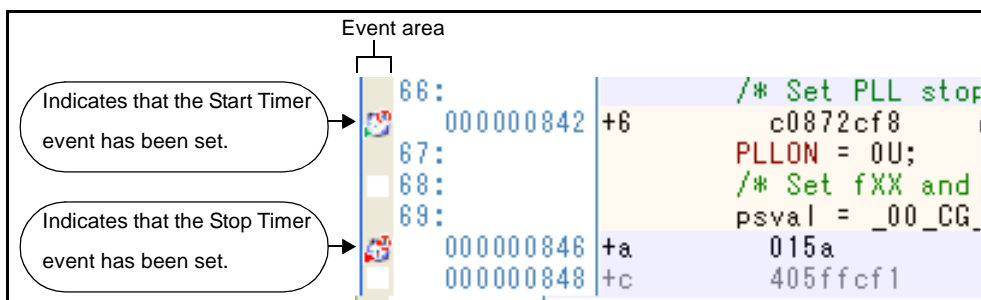 Event area
Indicates that the Start Timer
event has been set.
Indicates that the Stop Timer
event has been set.
66: /* Set PLL stop
000000842 +6 c0872cf8
67: PLLON = 0U;
68: /* Set fXX and
69: psval = _00_CG_
000000846 +a 015a
000000848 +c 405ffcf1